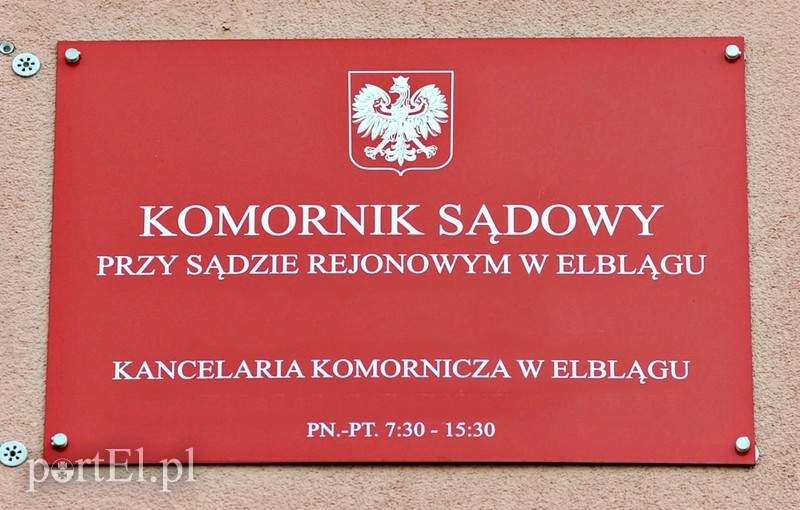 KOMORNIK SĄDOWY
PRZY SĄDZIE REJONOWYM W ELBLĄGU
KANCELARIA KOMORNICZA W ELBLĄGU
PN.-PT. 7:30 - 15:30
portEl.pl